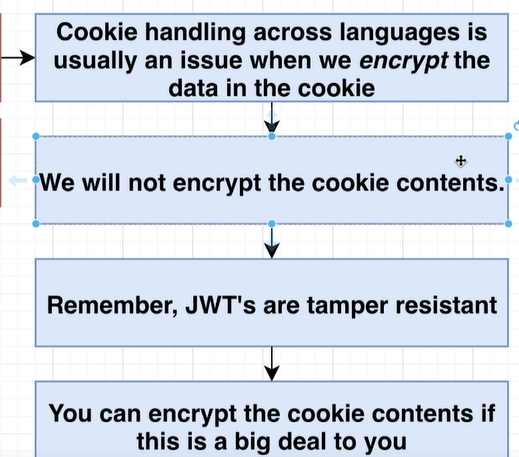 Cookie handling across languages is
usually an issue when we encrypt the
data in the cookie
We will not encrypt the cookie contents.
Remember, JWT's are tamper resistant
You can encrypt the cookie contents if
this is a big deal to you